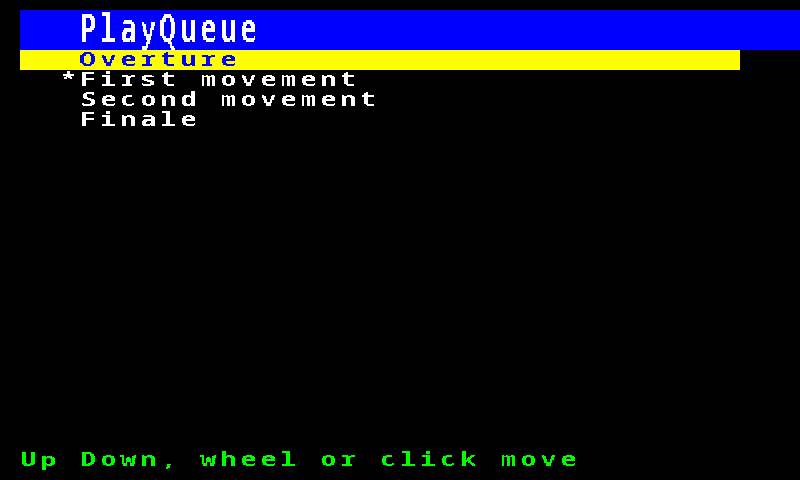 PlayQueue
Overture
*First movement
Second movement
Finale
Up Down, wheel or click move